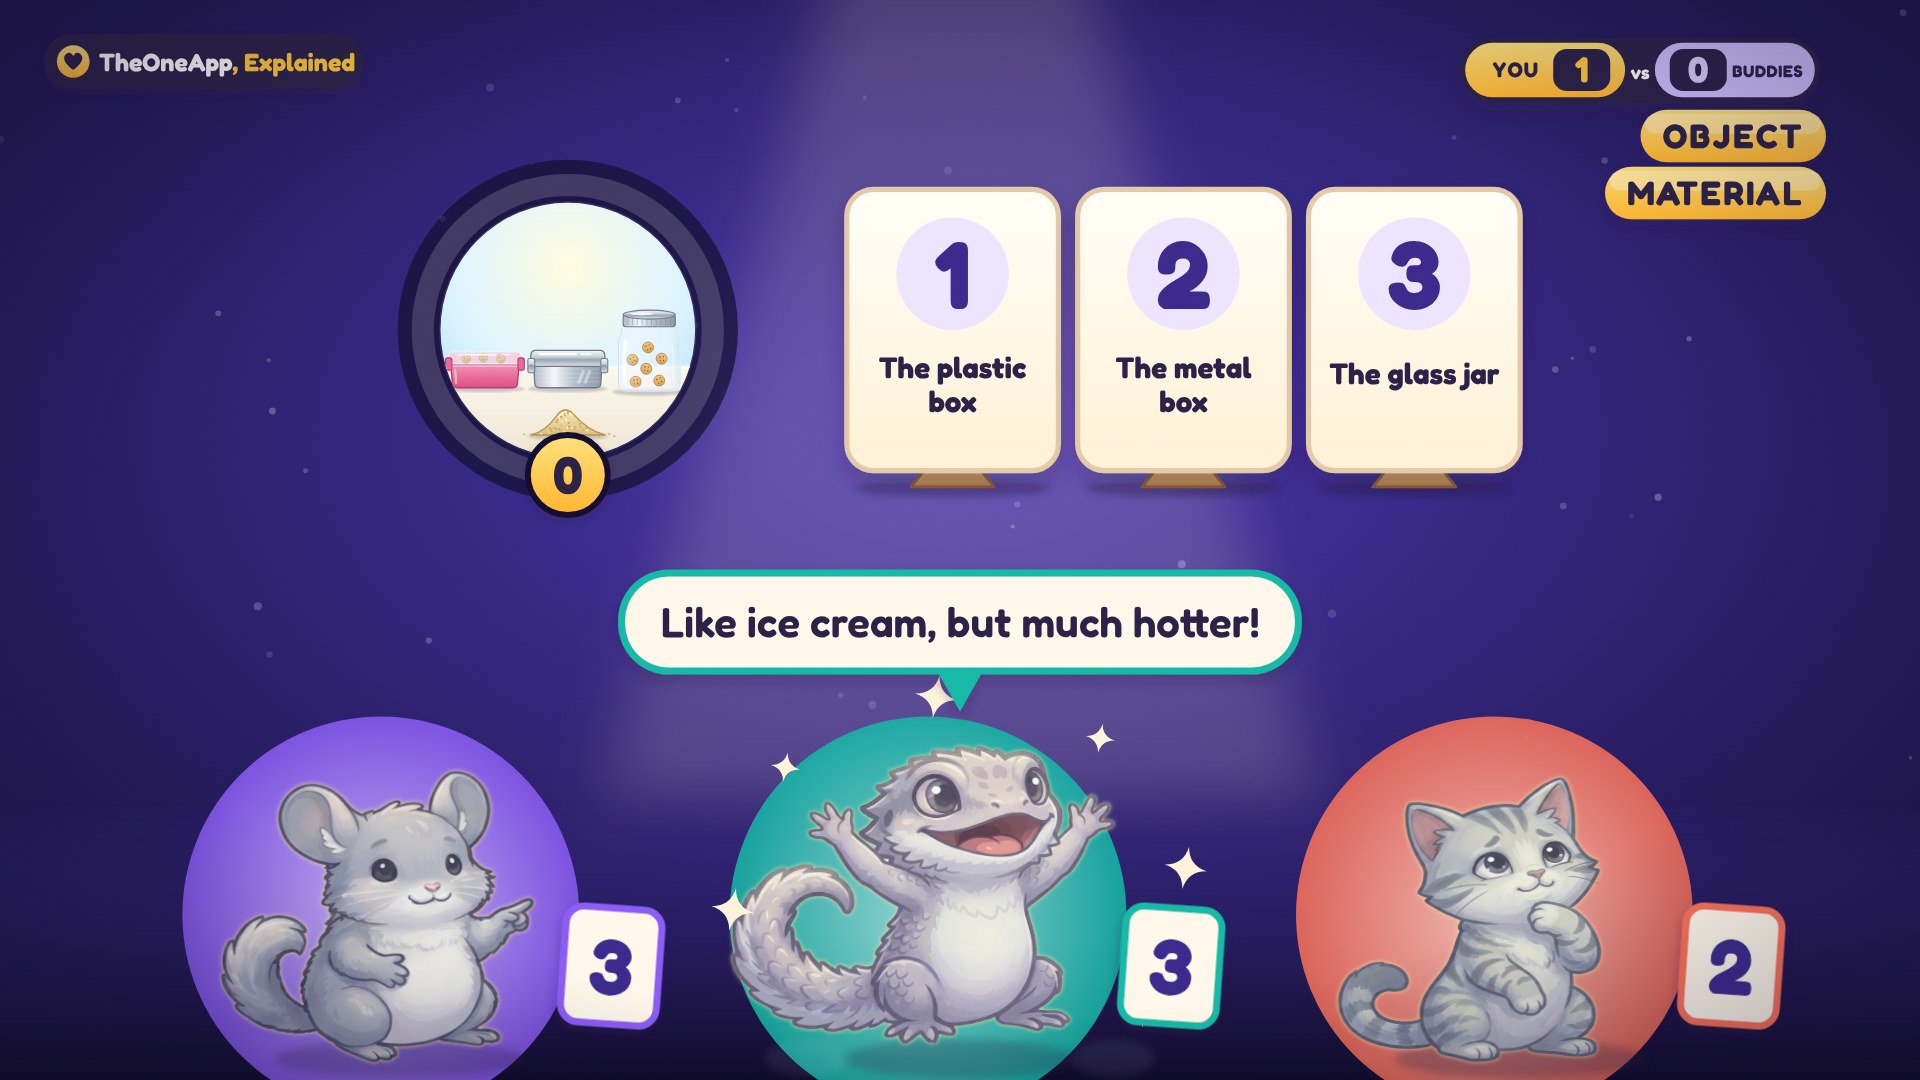 TheOneApp, Explained
YOU 1 vs 0 BUDDIES
OBJECT
MATERIAL
1
The plastic
box
2
The metal
box
3
The glass jar
0
Like ice cream, but much hotter!
3
3
2